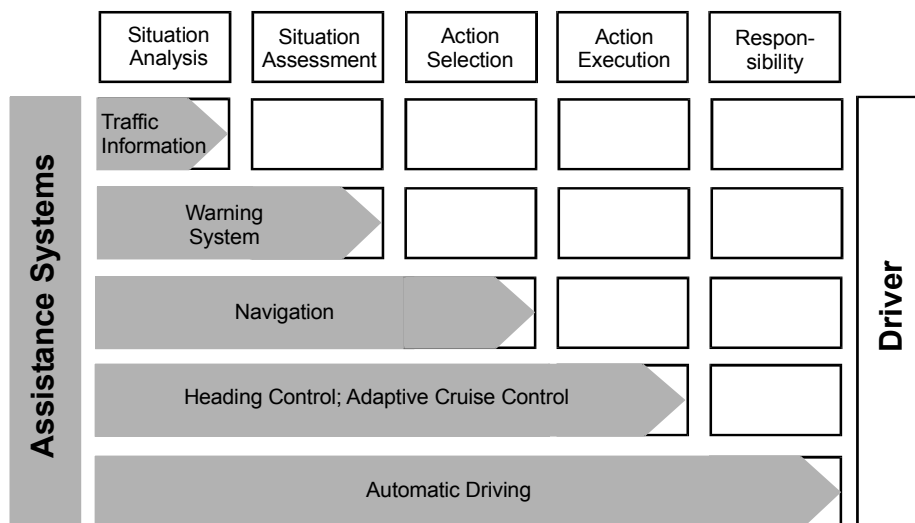 Situation
Analysis
Situation
Assessment
Action
Selection
Action
Execution
Respon-
sibility
Assistance Systems
Traffic
Information
Warning
System
Navigation
Heading Control; Adaptive Cruise Control
Automatic Driving
Driver